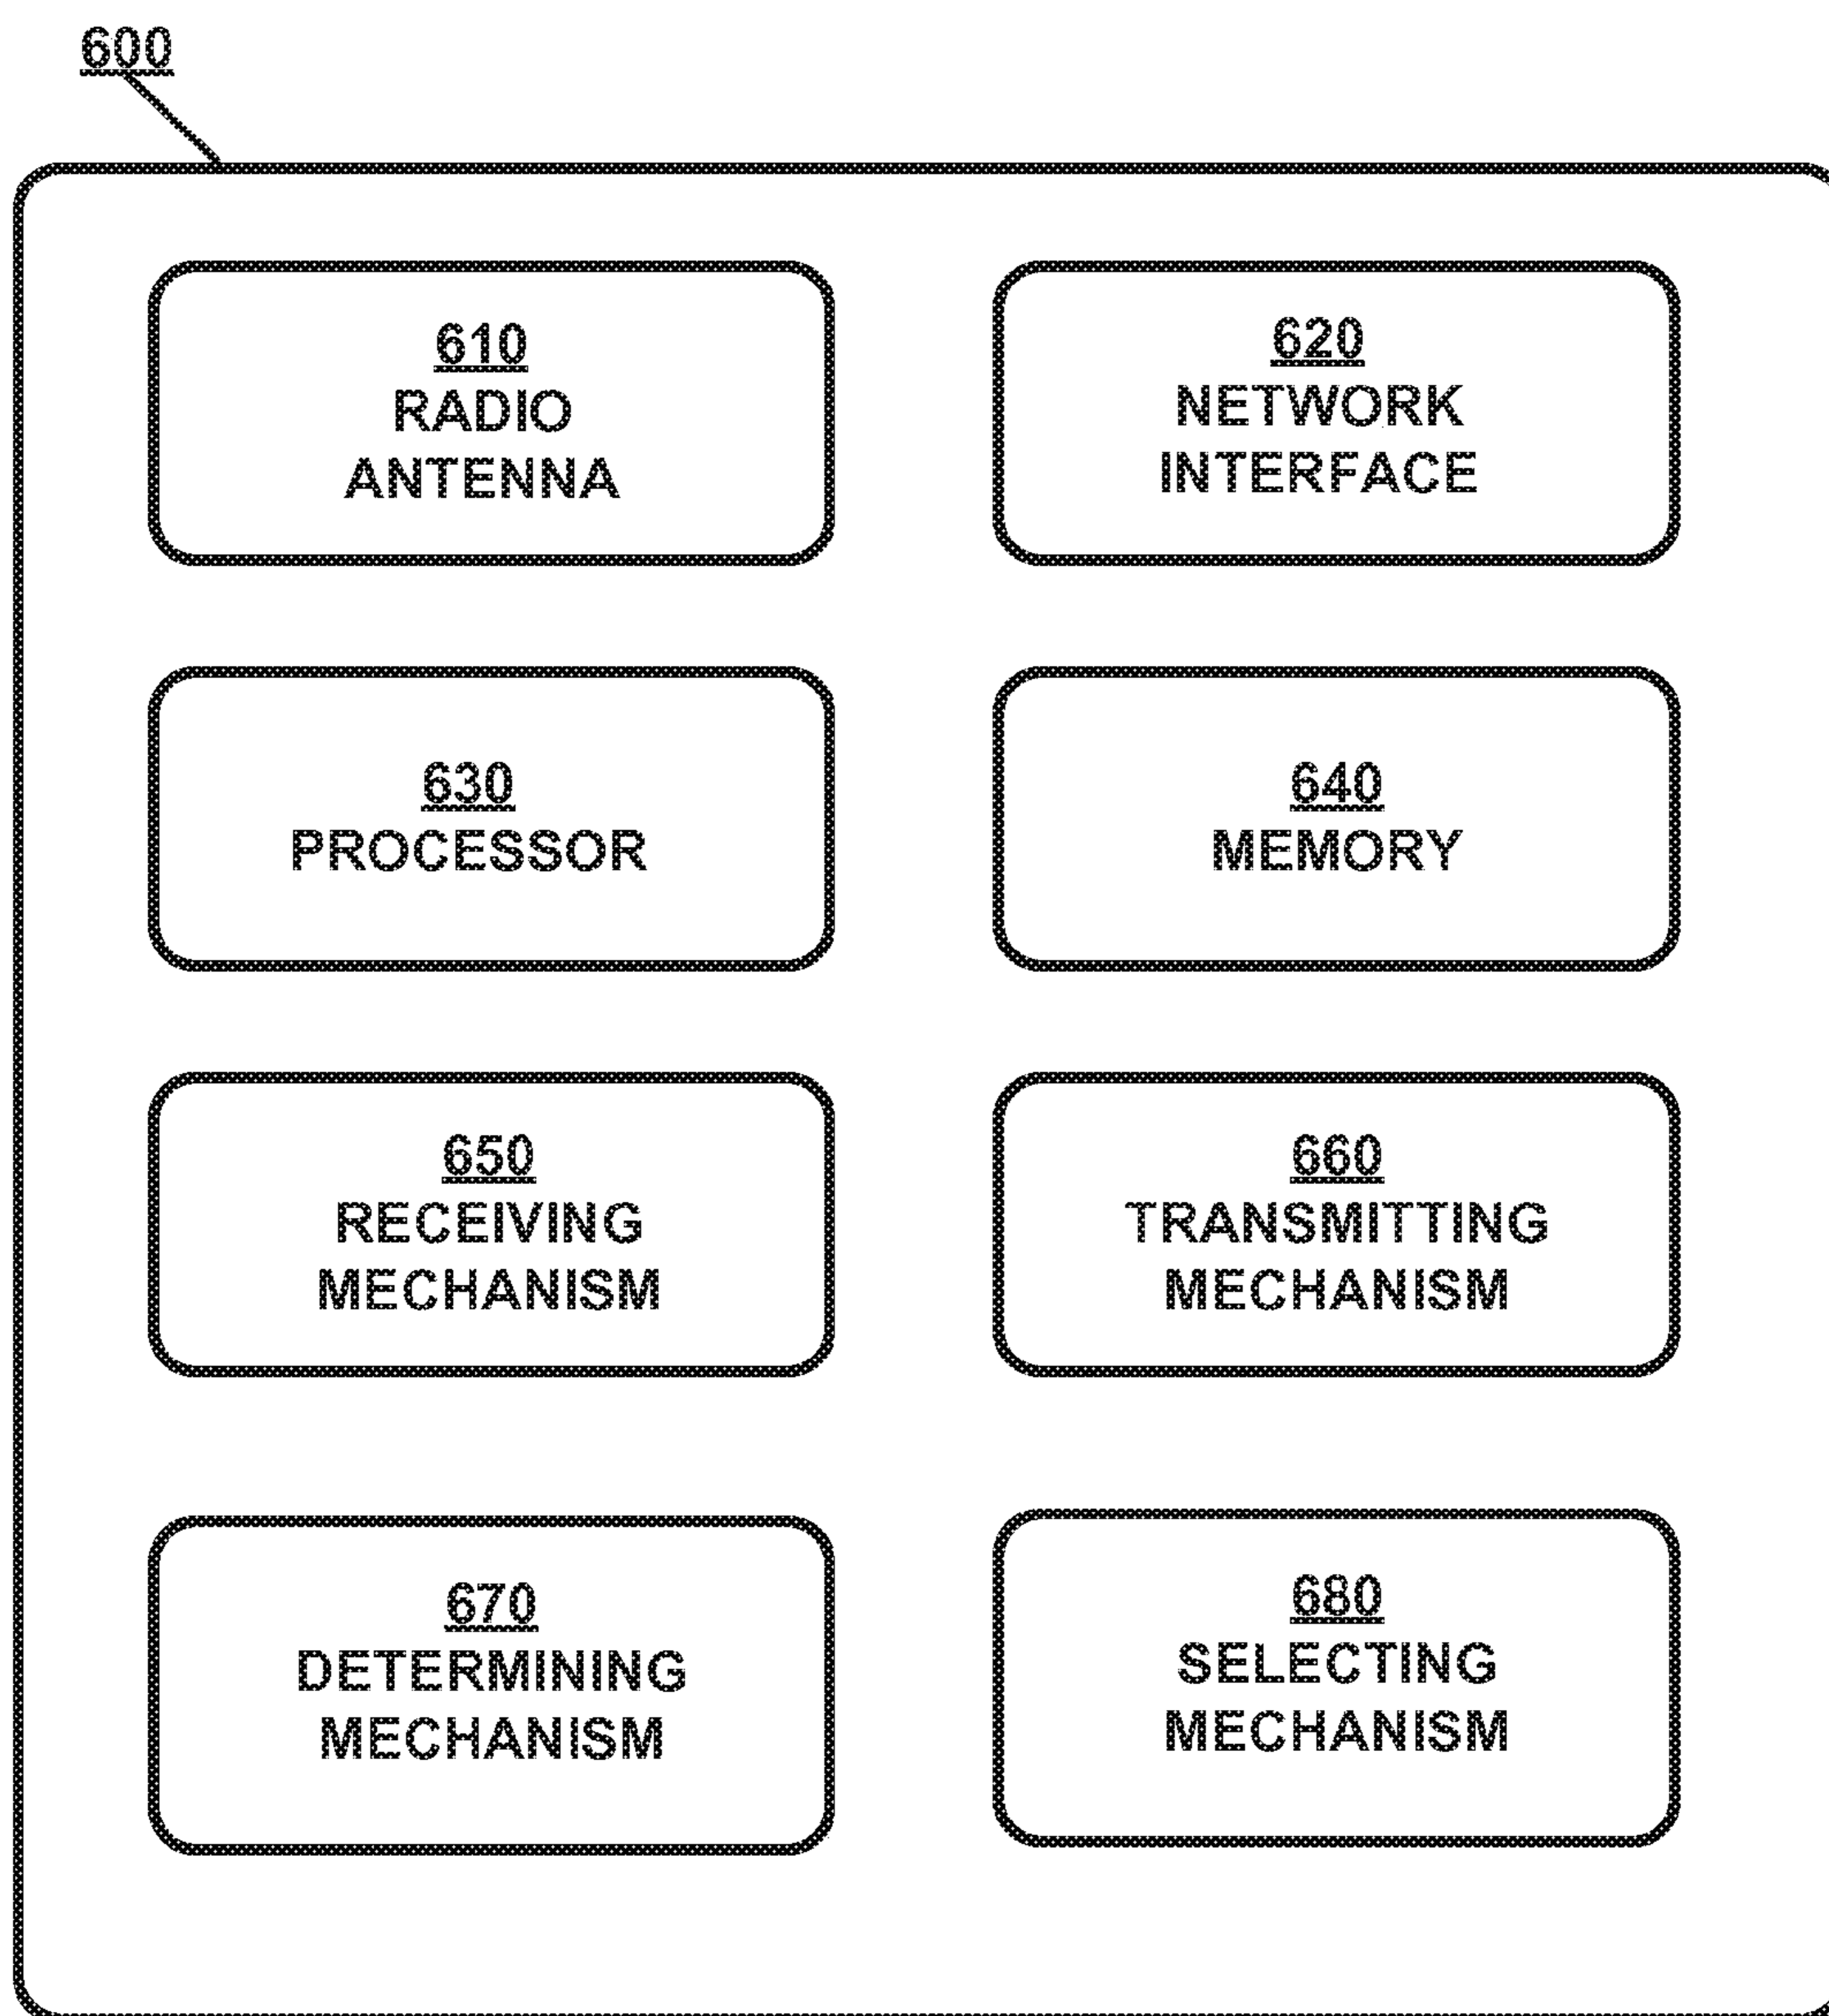 600
610
RADIO
ANTENNA
620
NETWORK
INTERFACE
630
PROCESSOR
640
MEMORY
650
RECEIVING
MECHANISM
660
TRANSMITTING
MECHANISM
670
DETERMINING
MECHANISM
680
SELECTING
MECHANISM